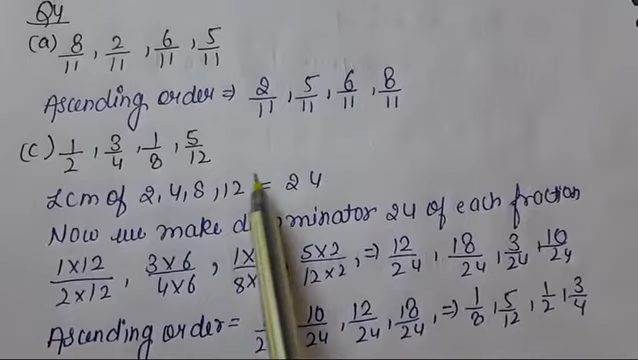 Q4
(a) 8/11, 2/11, 6/11, 5/11
Ascending order ⇒ 2/11, 5/11, 6/11, 8/11
(c) 1/2, 3/4, 1/8, 5/12
Lcm of 2, 4, 8, 12 = 24
Now we make minator 24 of each fraction
1×12/2×12, 3×6/4×6, 1×/8×, 5×2/12×2, ⇒ 12/24, 18/24, 3/24, 10/24
Ascending order = 10/24, 12/24, 18/24, ⇒ 1/8, 5/12, 1/2, 3/4